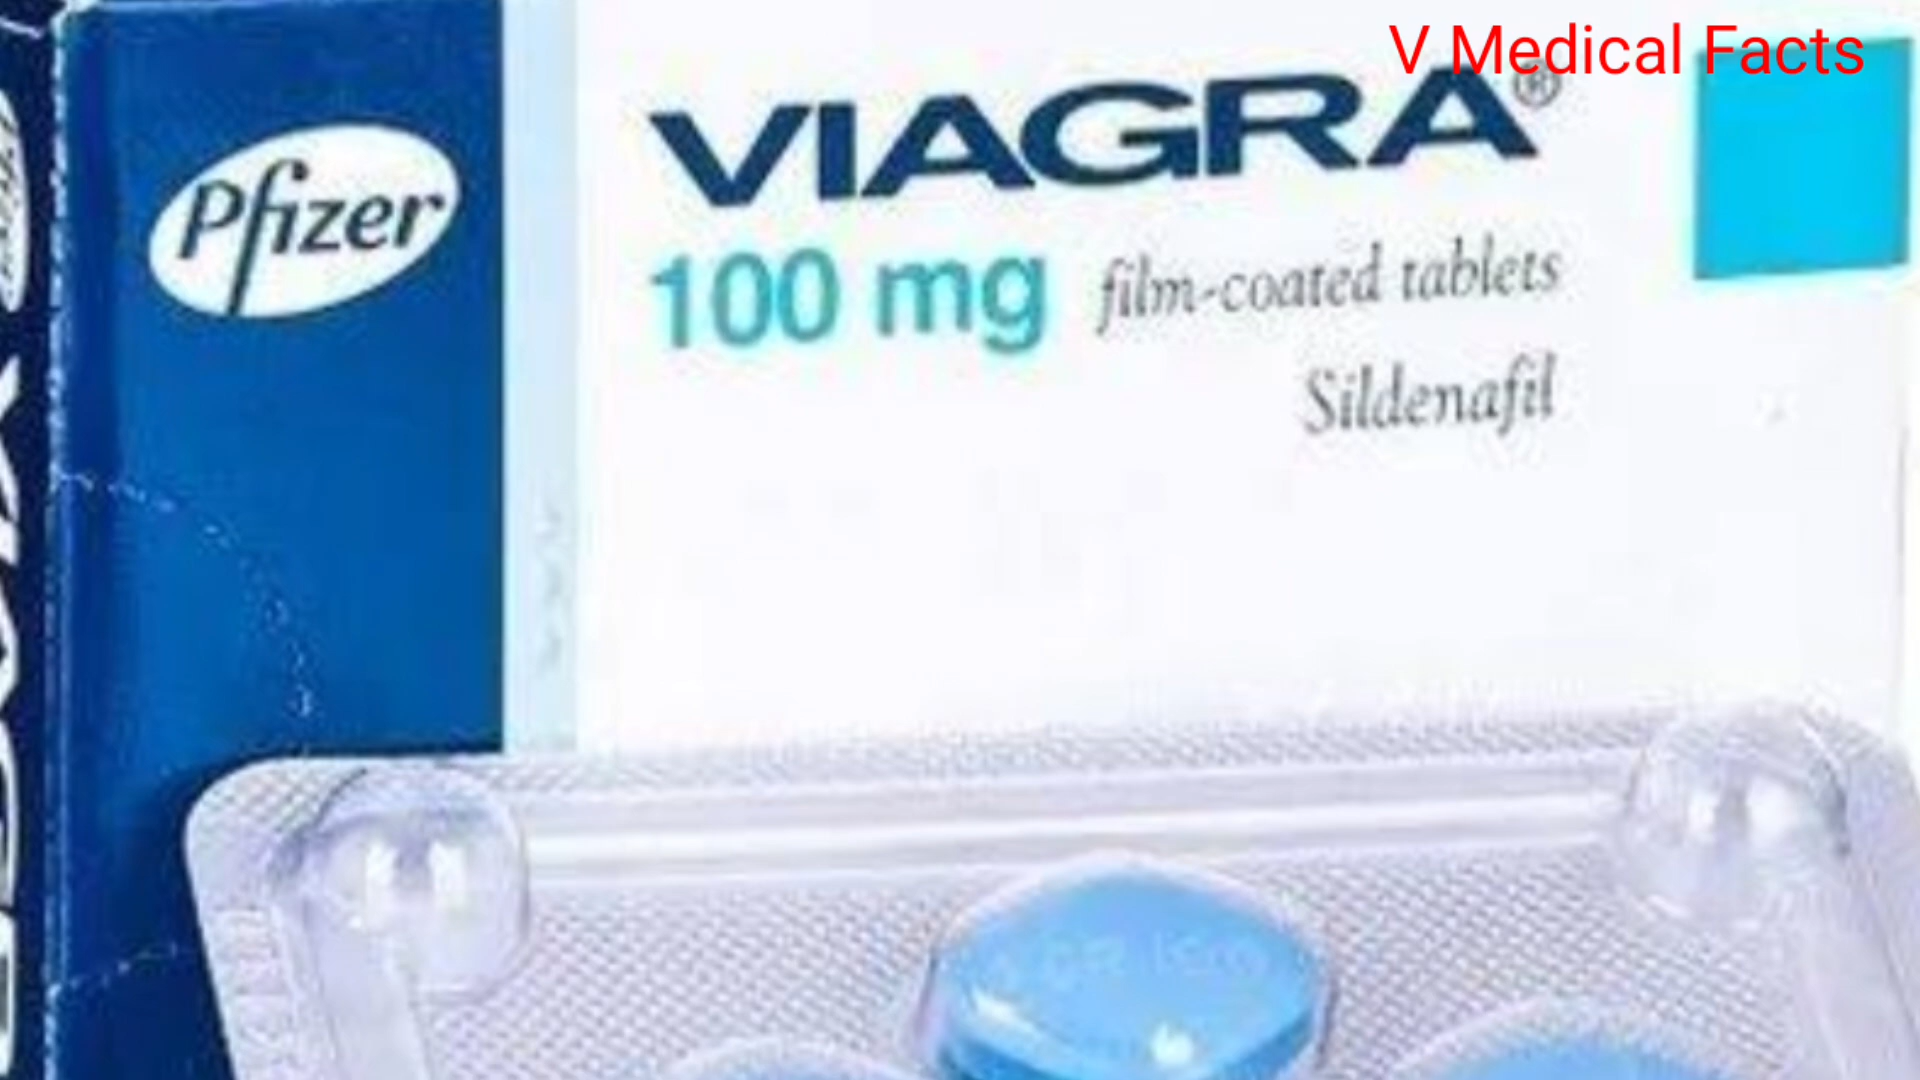 V Medical Facts
Pfizer
VIAGRA®
100 mg film-coated tablets
Sildenafil